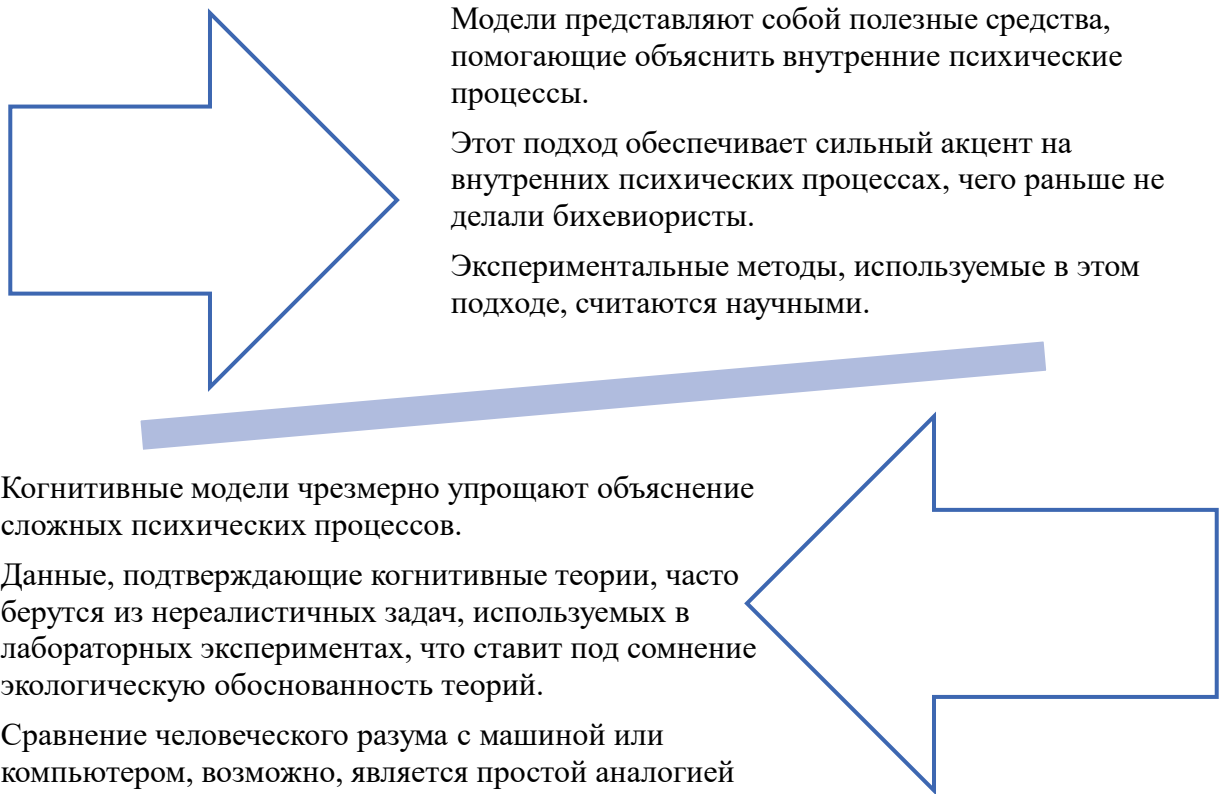 Модели представляют собой полезные средства,
помогающие объяснить внутренние психические
процессы.
Этот подход обеспечивает сильный акцент на
внутренних психических процессах, чего раньше не
делали бихевиористы.
Экспериментальные методы, используемые в этом
подходе, считаются научными.
Когнитивные модели чрезмерно упрощают объяснение
сложных психических процессов.
Данные, подтверждающие когнитивные теории, часто
берутся из нереалистичных задач, используемых в
лабораторных экспериментах, что ставит под сомнение
экологическую обоснованность теорий.
Сравнение человеческого разума с машиной или
компьютером, возможно, является простой аналогией